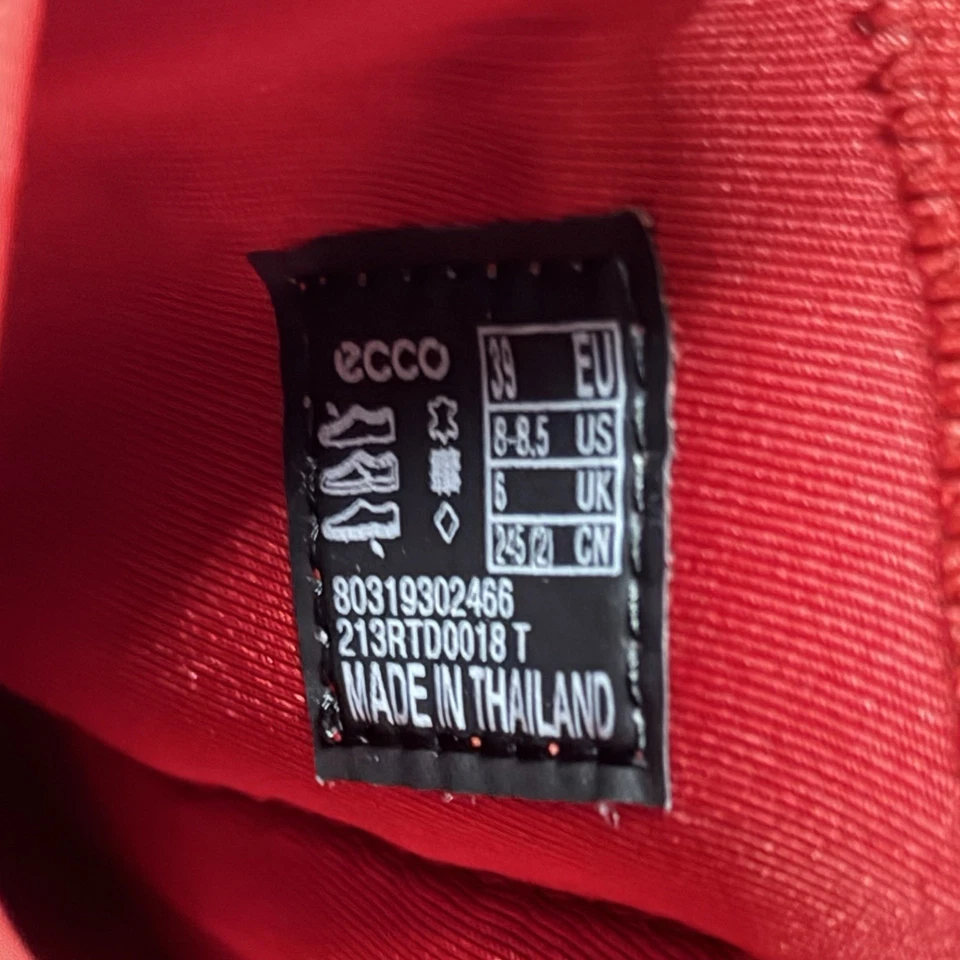 ecco
39 EU
8-8.5 US
6 UK
245 (2) CN
80319302466
213RTD0018 T
MADE IN THAILAND